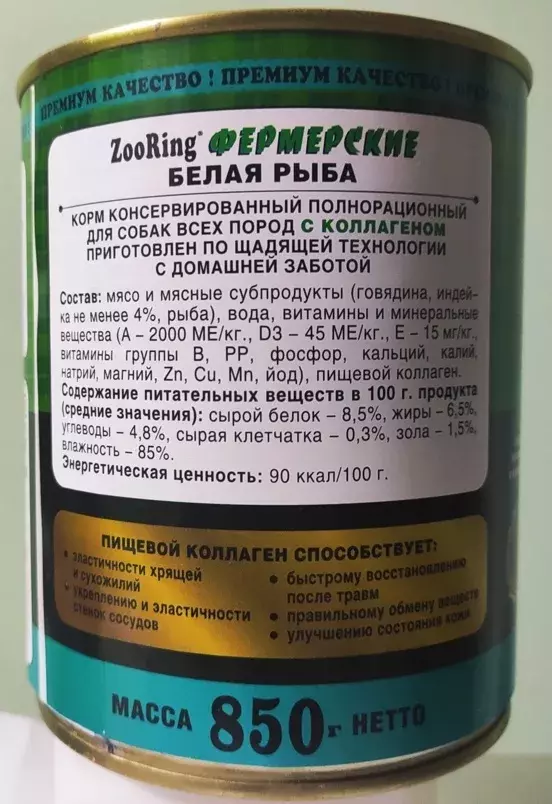 ПРЕМИУМ КАЧЕСТВО ! ПРЕМИУМ КАЧЕСТВО !
ZooRing® ФЕРМЕРСКИЕ
БЕЛАЯ РЫБА
КОРМ КОНСЕРВИРОВАННЫЙ ПОЛНОРАЦИОННЫЙ
ДЛЯ СОБАК ВСЕХ ПОРОД С КОЛЛАГЕНОМ
ПРИГОТОВЛЕН ПО ЩАДЯЩЕЙ ТЕХНОЛОГИИ
С ДОМАШНЕЙ ЗАБОТОЙ
Состав: мясо и мясные субпродукты (говядина, индей-
ка не менее 4%, рыба), вода, витамины и минеральные
вещества (А – 2000 МЕ/кг., D3 – 45 МЕ/кг., Е – 15 мг/кг.,
витамины группы В, РР, фосфор, кальций, калий,
натрий, магний, Zn, Cu, Mn, йод), пищевой коллаген.
Содержание питательных веществ в 100 г. продукта
(средние значения): сырой белок – 8,5%, жиры – 6,5%,
углеводы – 4,8%, сырая клетчатка – 0,3%, зола – 1,5%,
влажность – 85%.
Энергетическая ценность: 90 ккал/100 г.
ПИЩЕВОЙ КОЛЛАГЕН СПОСОБСТВУЕТ:
• эластичности хрящей
и сухожилий
• укреплению и эластичности
стенок сосудов
• быстрому восстановлению
после травм
• правильному обмену веществ
• улучшению состояния кожи
МАССА 850г НЕТТО